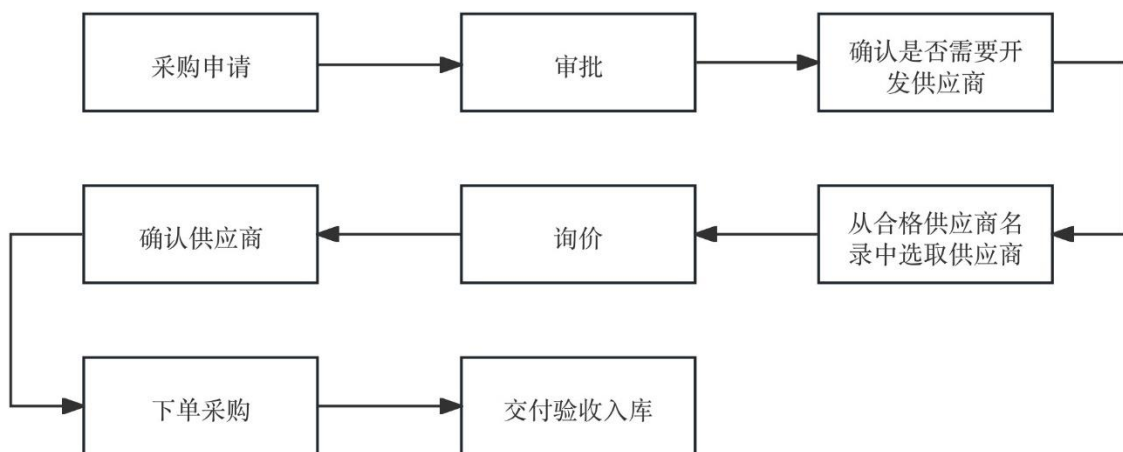 采购申请
审批
确认是否需要开
发供应商
确认供应商
询价
从合格供应商名
录中选取供应商
下单采购
交付验收入库